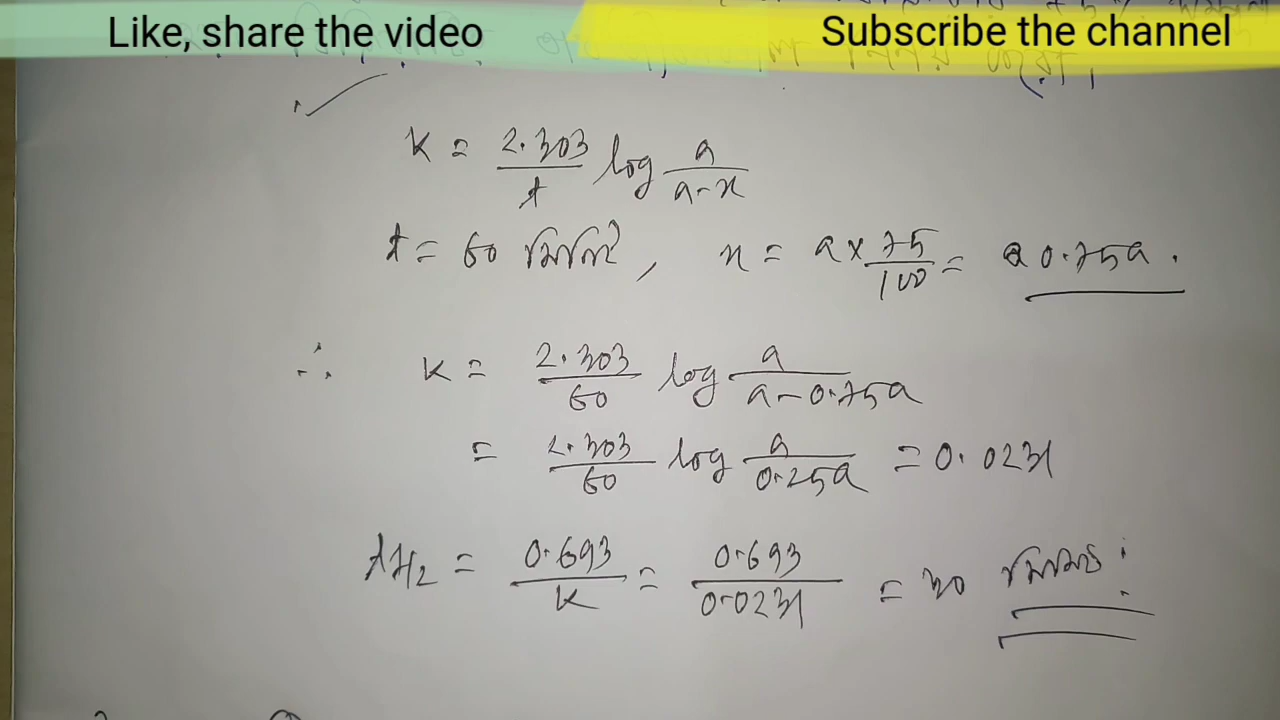 Like, share the video
Subscribe the channel
K = 2.303/t log a/a-x
t = 60 মিনিট, x = a × 75/100 = 0.75a.
∴ K = 2.303/60 log a/a-0.75a
= 2.303/60 log a/0.25a = 0.0231
t1/2 = 0.693/K = 0.693/0.0231 = 30